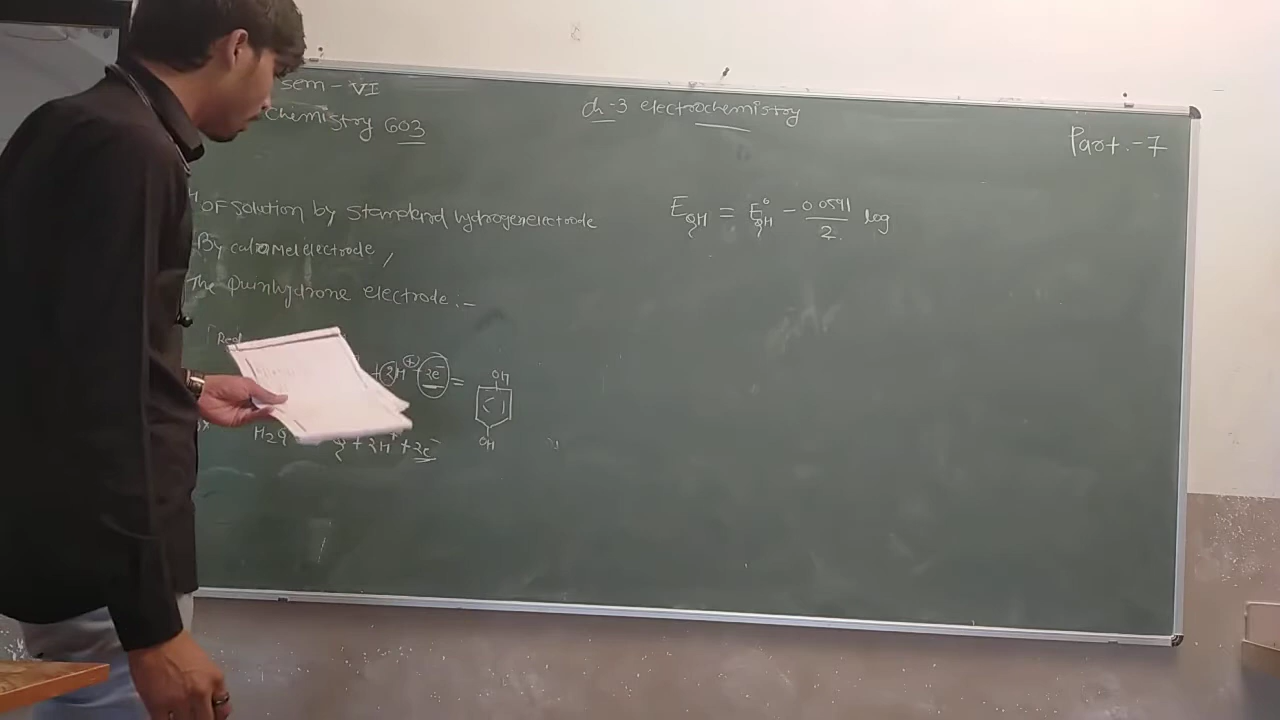 sem - VI
Chemistry 603
ch-3 electrochemistry
Part.-7
OF solution by standard hydrogen electrode
By calomel electrode,
The Quinhydrone electrode :-
[Red
+ 2H⁺ + 2e⁻ =
OH
OH
H₂Q
Q + 2H⁺ + 2e⁻
E_QH = E°_QH - 0.0591/2 log